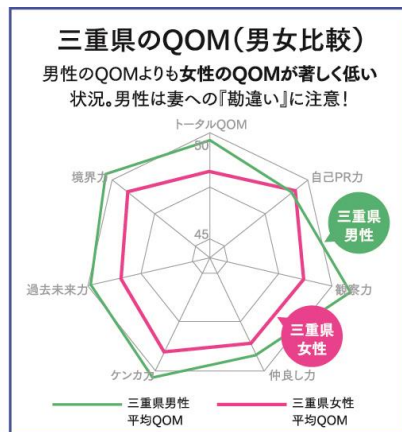 三重県のQOM(男女比較)
男性のQOMよりも女性のQOMが著しく低い
状況。男性は妻への『勘違い』に注意！
トータルQOM
50
境界力
自己PR力
三重県
男性
45
過去未来力
観察力
三重県
女性
ケンカ力
仲良し力
三重県男性
平均QOM
三重県女性
平均QOM